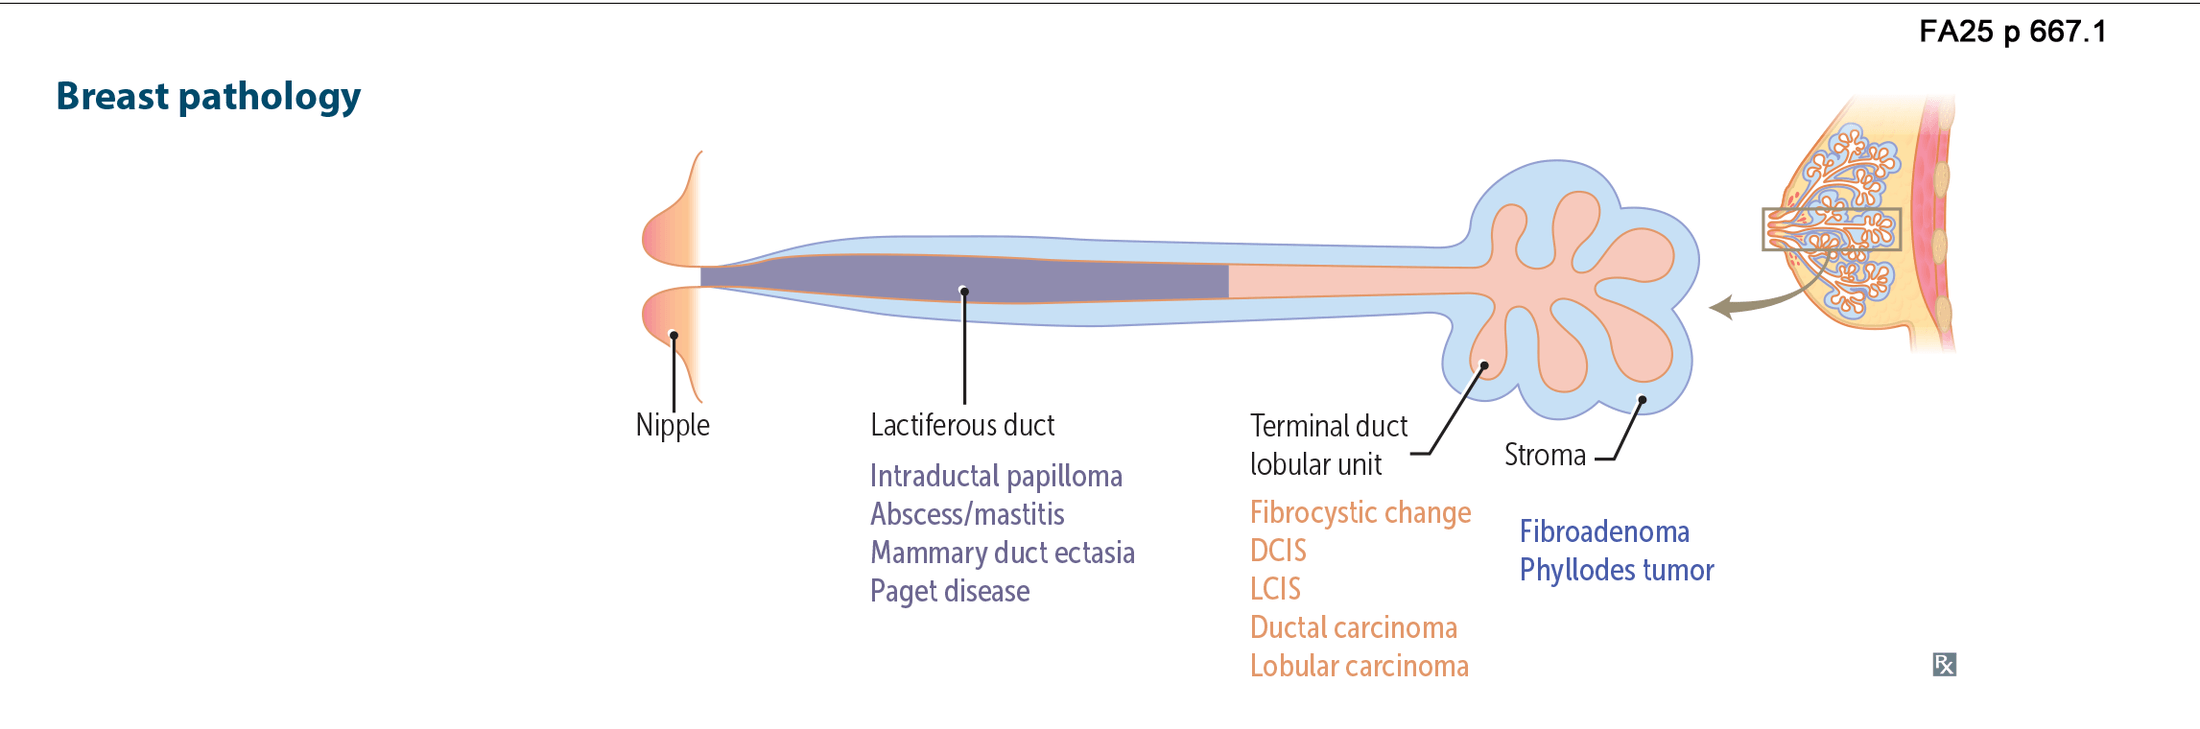 FA25 p 667.1
Breast pathology
Nipple
Lactiferous duct
Intraductal papilloma
Abscess/mastitis
Mammary duct ectasia
Paget disease
Terminal duct
lobular unit
Fibrocystic change
DCIS
LCIS
Ductal carcinoma
Lobular carcinoma
Stroma
Fibroadenoma
Phyllodes tumor
Rx